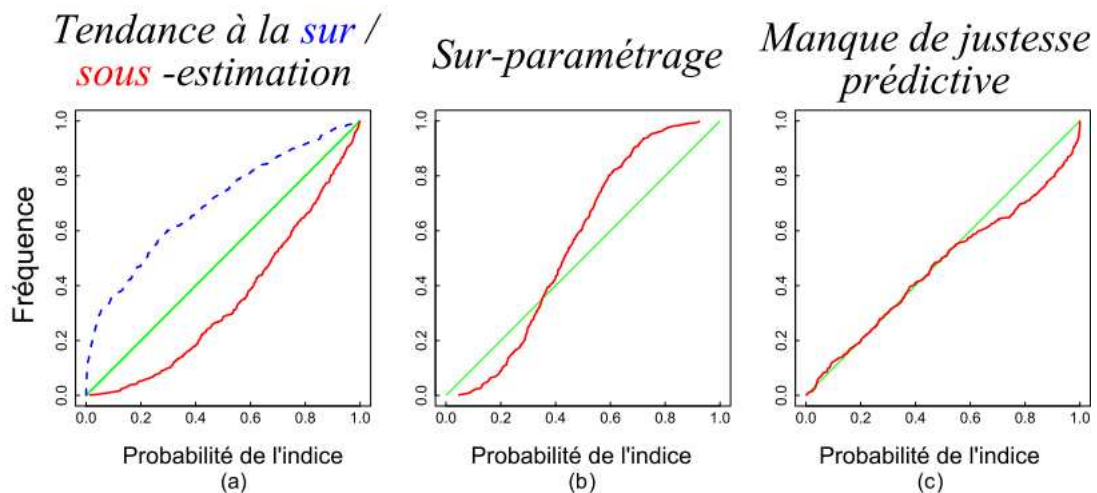 Tendance à la sur /
sous -estimation
Sur-paramétrage
Manque de justesse
prédictive
Fréquence
1.0
0.8
0.6
0.4
0.2
0.0
0.0 0.2 0.4 0.6 0.8 1.0
Probabilité de l'indice
(a)
1.0
0.8
0.6
0.4
0.2
0.0
0.0 0.2 0.4 0.6 0.8 1.0
Probabilité de l'indice
(b)
1.0
0.8
0.6
0.4
0.2
0.0
0.0 0.2 0.4 0.6 0.8 1.0
Probabilité de l'indice
(c)